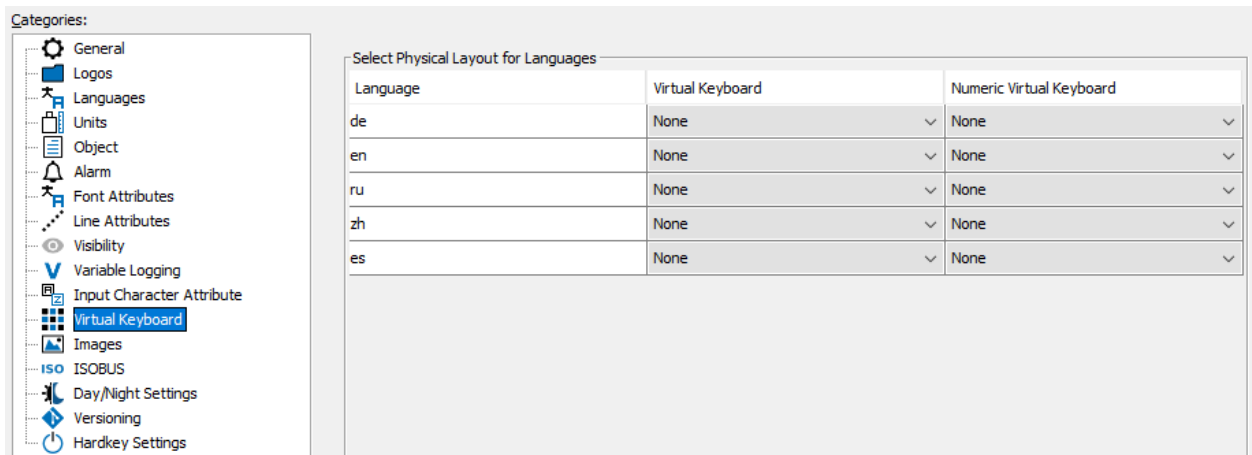 Categories:
General
Logos
Languages
Units
Object
Alarm
Font Attributes
Line Attributes
Visibility
Variable Logging
Input Character Attribute
Virtual Keyboard
Images
ISO ISOBUS
Day/Night Settings
Versioning
Hardkey Settings
Select Physical Layout for Languages
Language Virtual Keyboard Numeric Virtual Keyboard
de None None
en None None
ru None None
zh None None
es None None